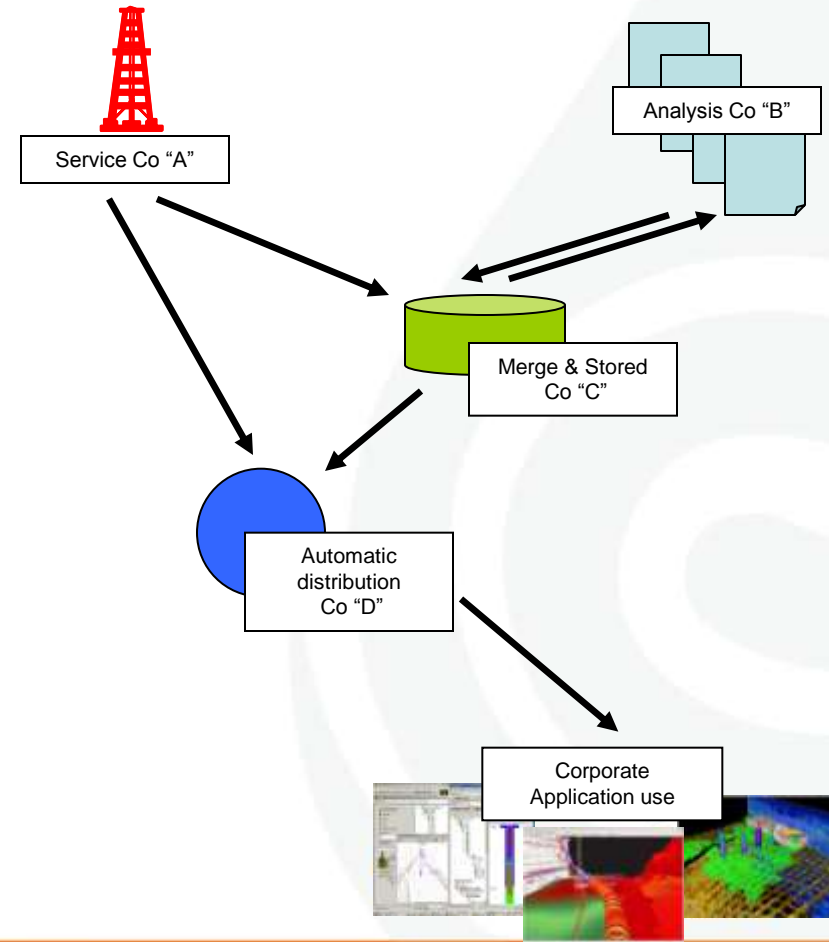 Service Co “A”
Analysis Co “B”
Merge & Stored
Co “C”
Automatic
distribution
Co “D”
Corporate
Application use